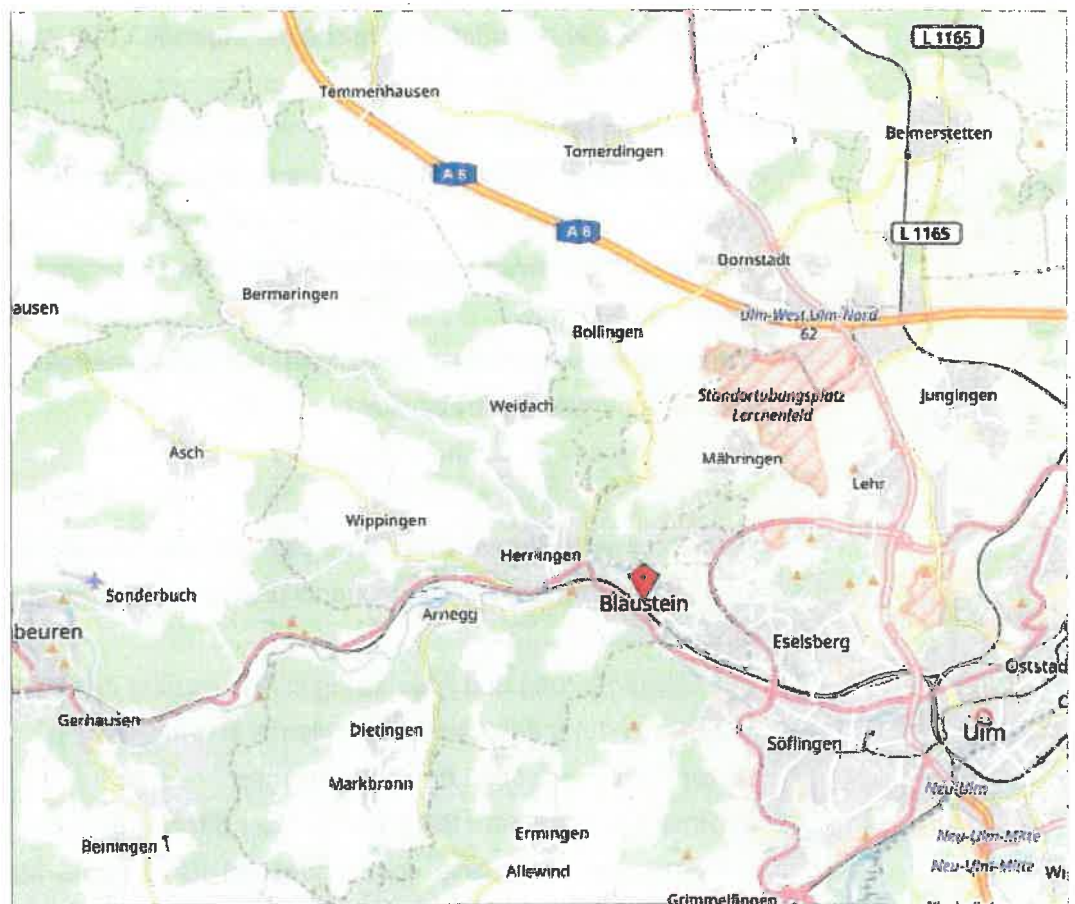 L 1165
Temmenhausen
Beimerstetten
Tomerdingen
A 8
A 8
L 1165
Dornstadt
Bermaringen
ausen
Ulm-West, Ulm-Nord
62
Bollingen
Standortübungsplatz
Lerchenfeld
Jungingen
Weidach
Asch
Mähringen
Lehr
Wippingen
Herrlingen
Sonderbuch
Blaustein
Arnegg
beuren
Eselsberg
Oststad
Gerhausen
Dietingen
Söflingen
Ulm
Markbronn
Neu-Ulm
Ermingen
Neu-Ulm-Mitte
Beiningen
Neu-Ulm-Mitte
Allewind
Grimmelfingen